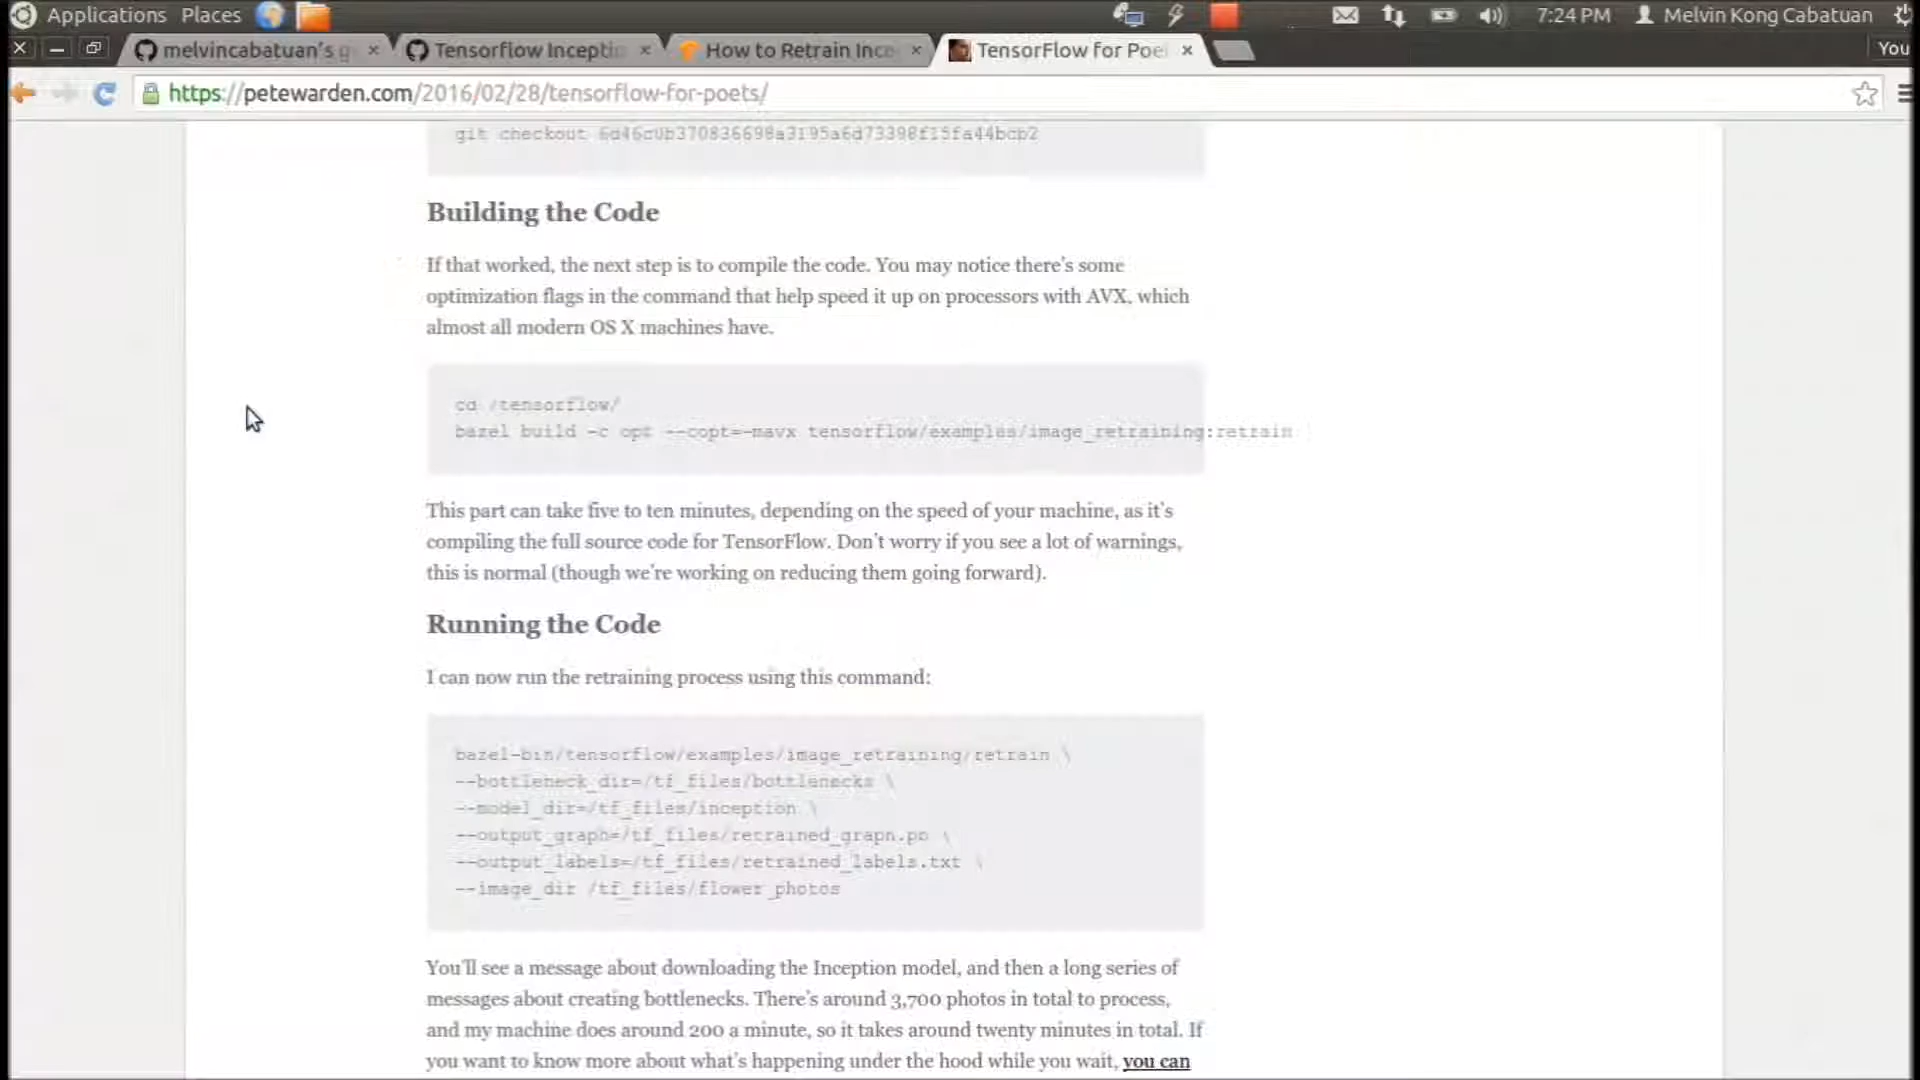 Applications Places 7:24 PM Melvin Kong Cabatuan
melvincabatuan's g Tensorflow Incepti How to Retrain Ince TensorFlow for Poe You
https://petewarden.com/2016/02/28/tensorflow-for-poets/
git checkout 6d46c0b370836698a3195a6d73398f15fa44bcb2
Building the Code
If that worked, the next step is to compile the code. You may notice there's some
optimization flags in the command that help speed it up on processors with AVX, which
almost all modern OS X machines have.
cd /tensorflow/
bazel build -c opt --copt=-mavx tensorflow/examples/image_retraining:retrain
This part can take five to ten minutes, depending on the speed of your machine, as it's
compiling the full source code for TensorFlow. Don't worry if you see a lot of warnings,
this is normal (though we're working on reducing them going forward).
Running the Code
I can now run the retraining process using this command:
bazel-bin/tensorflow/examples/image_retraining/retrain \
--bottleneck_dir=/tf_files/bottlenecks \
--model_dir=/tf_files/inception \
--output_graph=/tf_files/retrained_graph.pb \
--output_labels=/tf_files/retrained_labels.txt \
--image_dir /tf_files/flower_photos
You'll see a message about downloading the Inception model, and then a long series of
messages about creating bottlenecks. There's around 3,700 photos in total to process,
and my machine does around 200 a minute, so it takes around twenty minutes in total. If
you want to know more about what's happening under the hood while you wait, you can